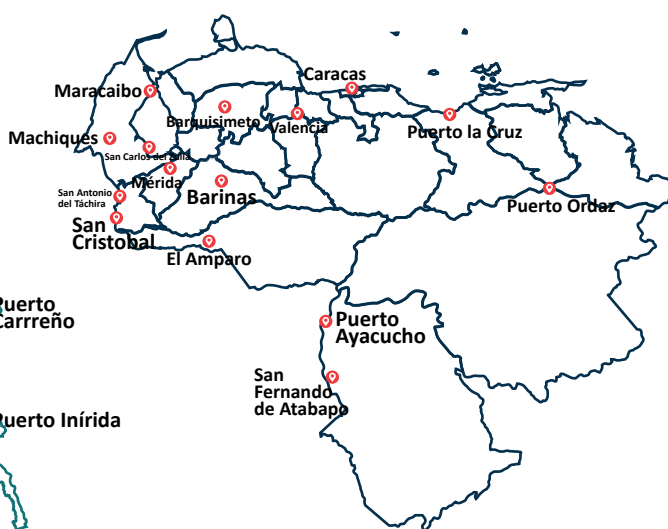 Caracas
Maracaibo
Barquisimeto
Valencia
Puerto la Cruz
Machiques
San Carlos del Zulia
Mérida
San Antonio
del Táchira
Barinas
Puerto Ordaz
San
Cristobal
El Amparo
Puerto
Carrreño
Puerto
Ayacucho
San
Fernando
de Atabapo
Puerto Inírida